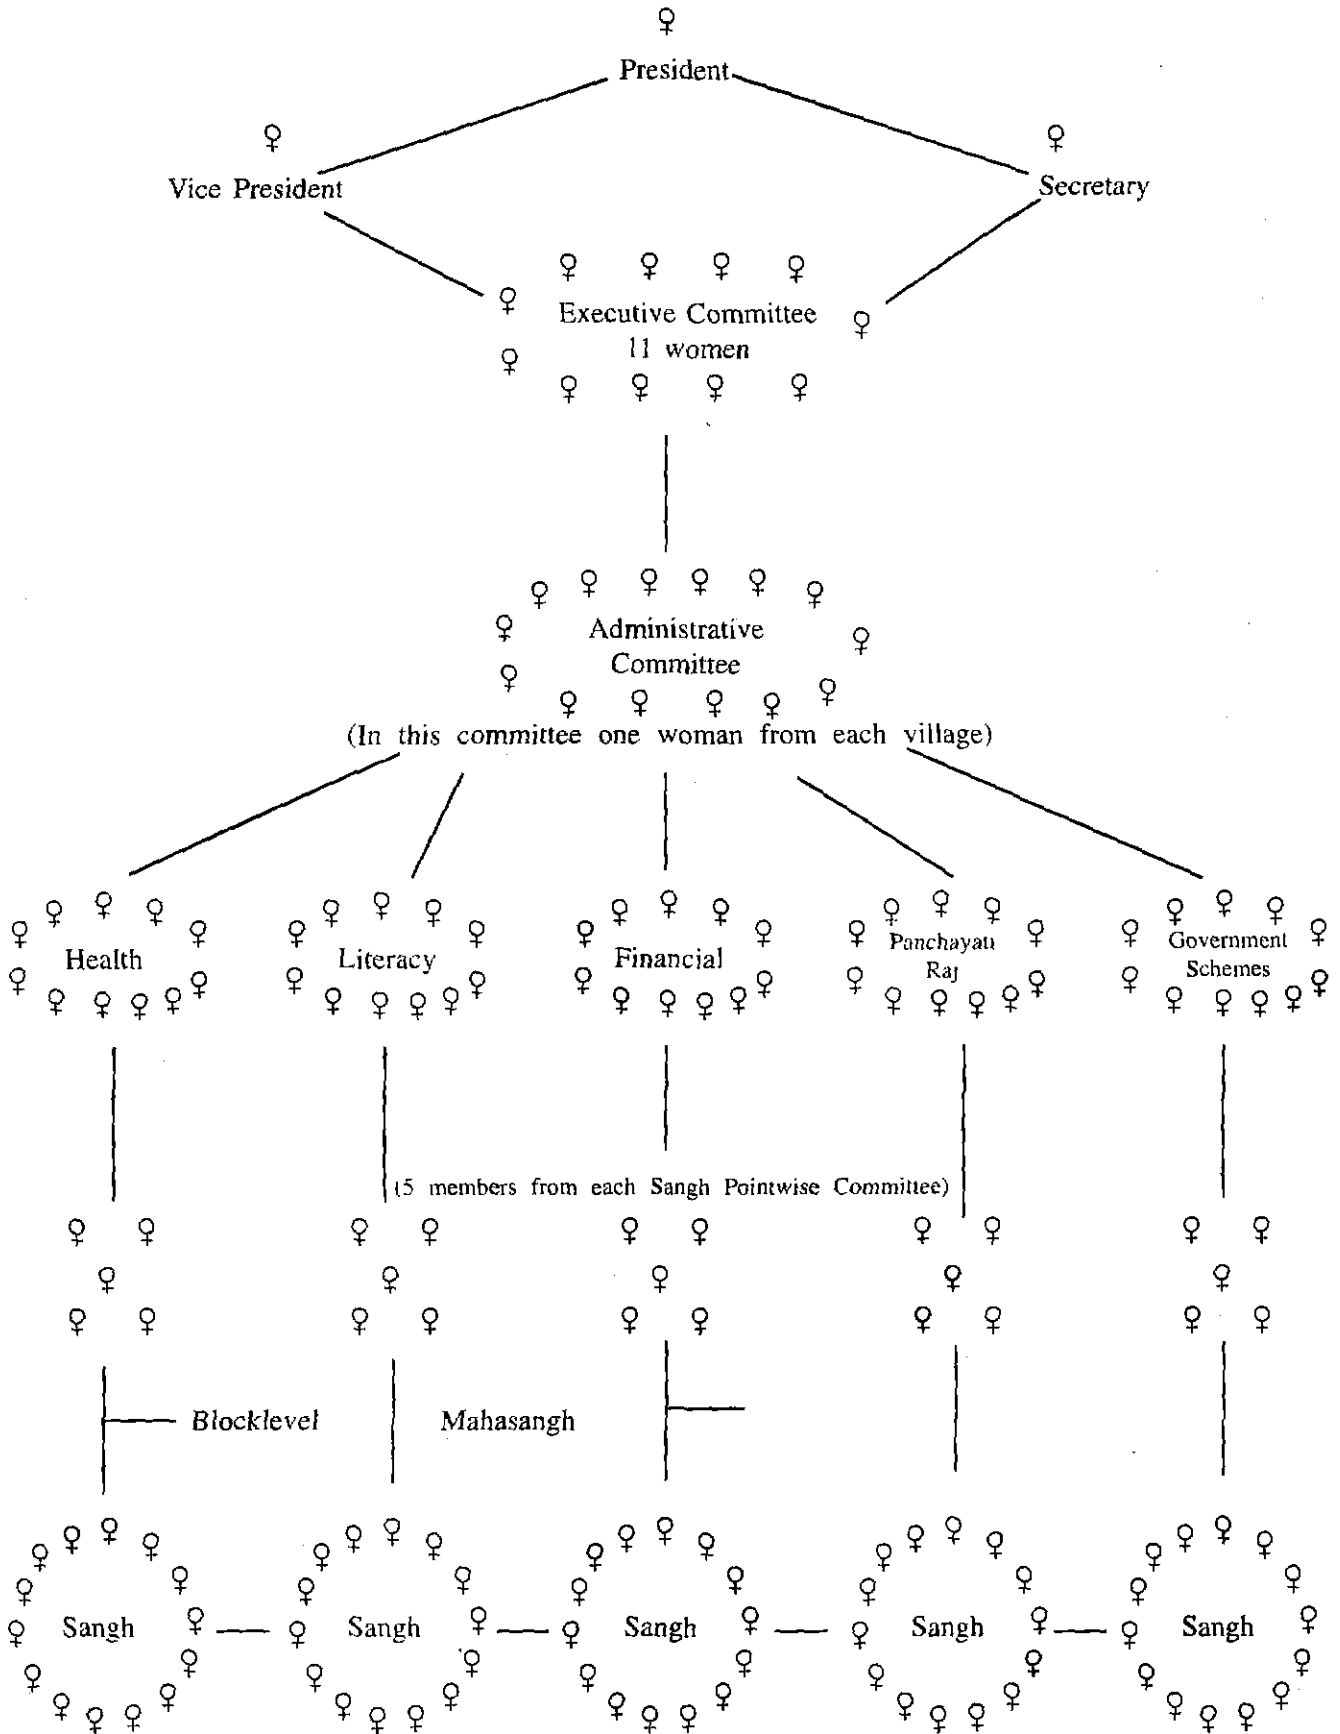 President
Vice President
Secretary
Executive Committee
11 women
Administrative
Committee
(In this committee one woman from each village)
Health
Literacy
Financial
Panchayati
Raj
Government
Schemes
(5 members from each Sangh Pointwise Committee)
Blocklevel
Mahasangh
Sangh
Sangh
Sangh
Sangh
Sangh